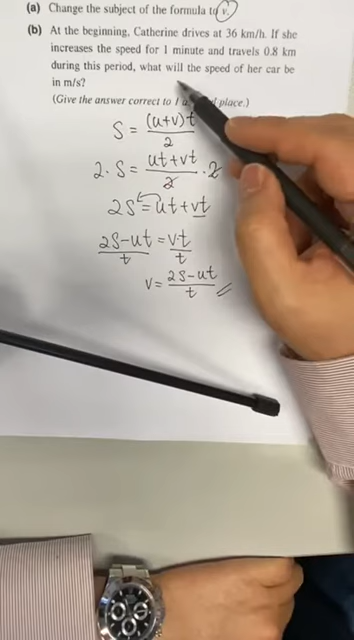 (a) Change the subject of the formula to v.
(b) At the beginning, Catherine drives at 36 km/h. If she
increases the speed for 1 minute and travels 0.8 km
during this period, what will the speed of her car be
in m/s?
(Give the answer correct to 1 place.)
S = (u+v)t / 2
2·S = ut+vt / 2 ·2
2S = ut+vt
2S-ut / t = v·t / t
v = 2S-ut / t